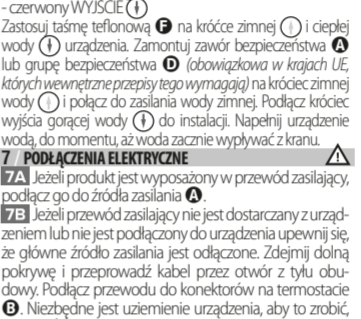 - czerwony WYJŚCIE
Zastosuj taśmę teflonową F na króćce zimnej i ciepłej
wody urządzenia. Zamontuj zawór bezpieczeństwa A
lub grupę bezpieczeństwa D (obowiązkowa w krajach UE,
których wewnętrzne przepisy tego wymagają) na króciec zimnej
wody i połącz do zasilania wody zimnej. Podłącz króciec
wyjścia gorącej wody do instalacji. Napełnij urządzenie
wodą, do momentu, aż woda zacznie wypływać z kranu.
7 / PODŁĄCZENIA ELEKTRYCZNE
7A Jeżeli produkt jest wyposażony w przewód zasilający,
podłącz go do źródła zasilania A.
7B Jeżeli przewód zasilający nie jest dostarczany z urząd-
zeniem lub nie jest podłączony do urządzenia upewnij się,
że główne źródło zasilania jest odłączone. Zdejmij dolną
pokrywę i przeprowadź kabel przez otwór z tyłu obu-
dowy. Podłącz przewodu do konektorów na termostacie
B. Niezbędne jest uziemienie urządzenia, aby to zrobić,